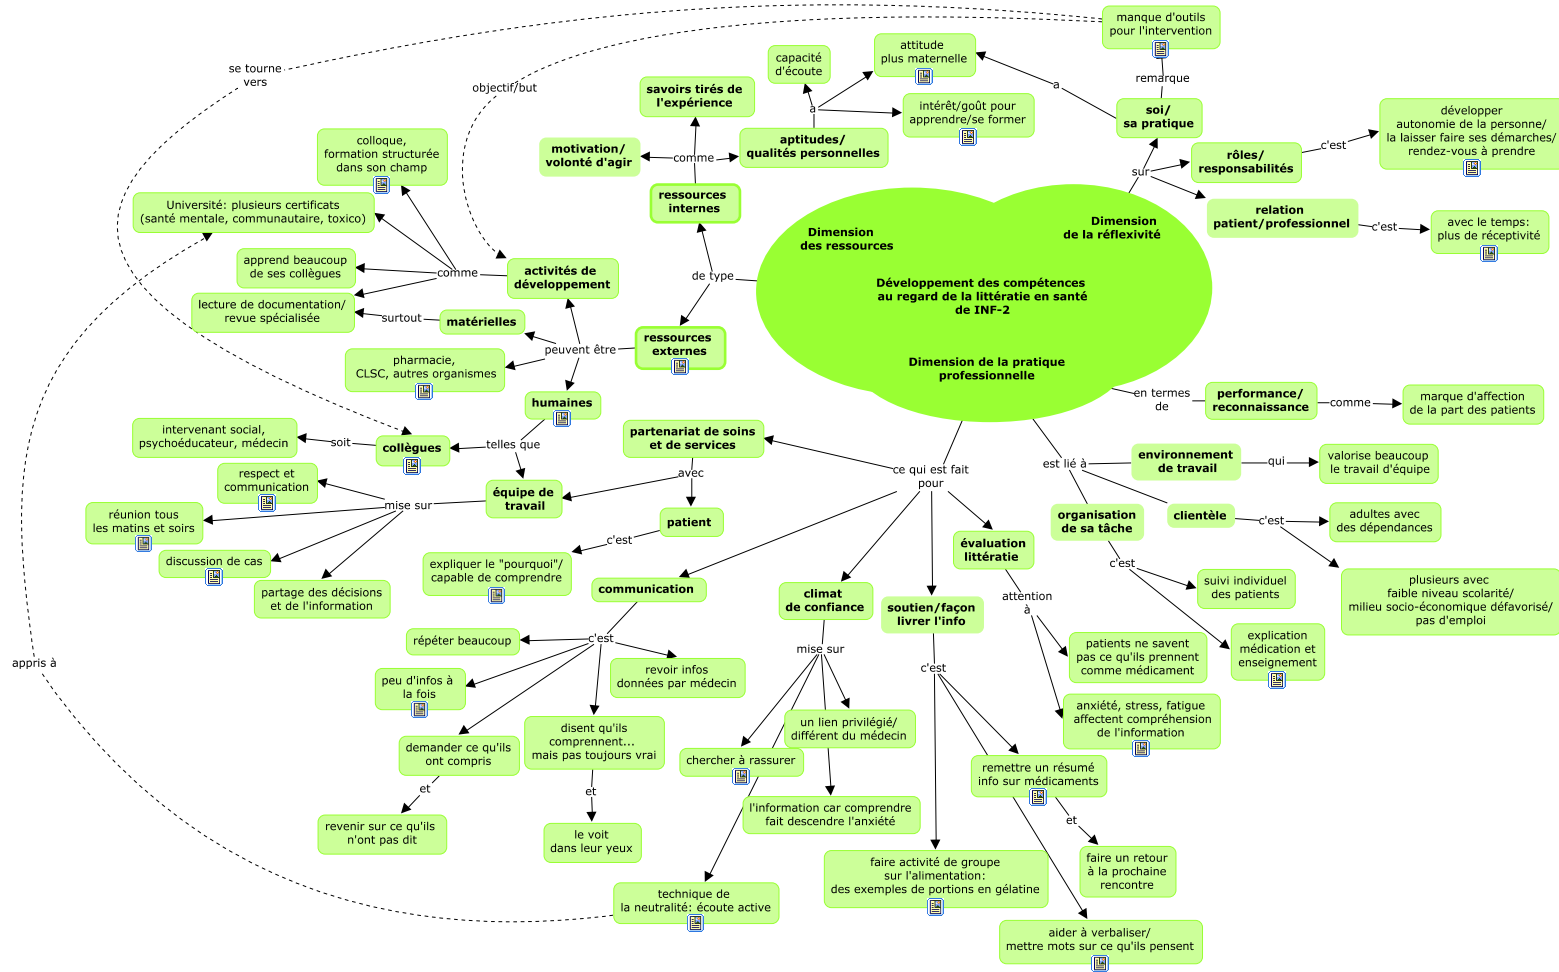 manque d'outils
pour l'intervention
se tourne
vers
objectif/but
remarque
attitude
plus maternelle
capacité
d'écoute
a
a
savoirs tirés de
l'expérience
intérêt/goût pour
apprendre/se former
soi/
sa pratique
développer
autonomie de la personne/
la laisser faire ses démarches/
rendez-vous à prendre
motivation/
volonté d'agir
comme
aptitudes/
qualités personnelles
c'est
rôles/
responsabilités
sur
colloque,
formation structurée
dans son champ
ressources
internes
relation
patient/professionnel
c'est
avec le temps:
plus de réceptivité
Université: plusieurs certificats
(santé mentale, communautaire, toxico)
Dimension
des ressources
Dimension
de la réflexivité
apprend beaucoup
de ses collègues
comme
activités de
développement
de type
Développement des compétences
au regard de la littératie en santé
de INF-2
lecture de documentation/
revue spécialisée
surtout
matérielles
peuvent être
ressources
externes
pharmacie,
CLSC, autres organismes
Dimension de la pratique
professionnelle
en termes
de
performance/
reconnaissance
comme
marque d'affection
de la part des patients
humaines
intervenant social,
psychoéducateur, médecin
soit
collègues
telles que
partenariat de soins
et de services
ce qui est fait
pour
est lié à
environnement
de travail
qui
valorise beaucoup
le travail d'équipe
respect et
communication
avec
mise sur
équipe de
travail
réunion tous
les matins et soirs
patient
organisation
de sa tâche
clientèle
c'est
adultes avec
des dépendances
discussion de cas
c'est
évaluation
littératie
c'est
partage des décisions
et de l'information
expliquer le "pourquoi"/
capable de comprendre
communication
climat
de confiance
soutien/façon
livrer l'info
attention
à
suivi individuel
des patients
plusieurs avec
faible niveau scolarité/
milieu socio-économique défavorisé/
pas d'emploi
répéter beaucoup
c'est
mise sur
c'est
patients ne savent
pas ce qu'ils prennent
comme médicament
explication
médication et
enseignement
appris à
peu d'infos à
la fois
revoir infos
données par médecin
demander ce qu'ils
ont compris
disent qu'ils
comprennent...
mais pas toujours vrai
un lien privilégié/
différent du médecin
anxiété, stress, fatigue
affectent compréhension
de l'information
chercher à rassurer
remettre un résumé
info sur médicaments
et
et
l'information car comprendre
fait descendre l'anxiété
et
revenir sur ce qu'ils
n'ont pas dit
le voit
dans leur yeux
faire activité de groupe
sur l'alimentation:
des exemples de portions en gélatine
faire un retour
à la prochaine
rencontre
technique de
la neutralité: écoute active
aider à verbaliser/
mettre mots sur ce qu'ils pensent